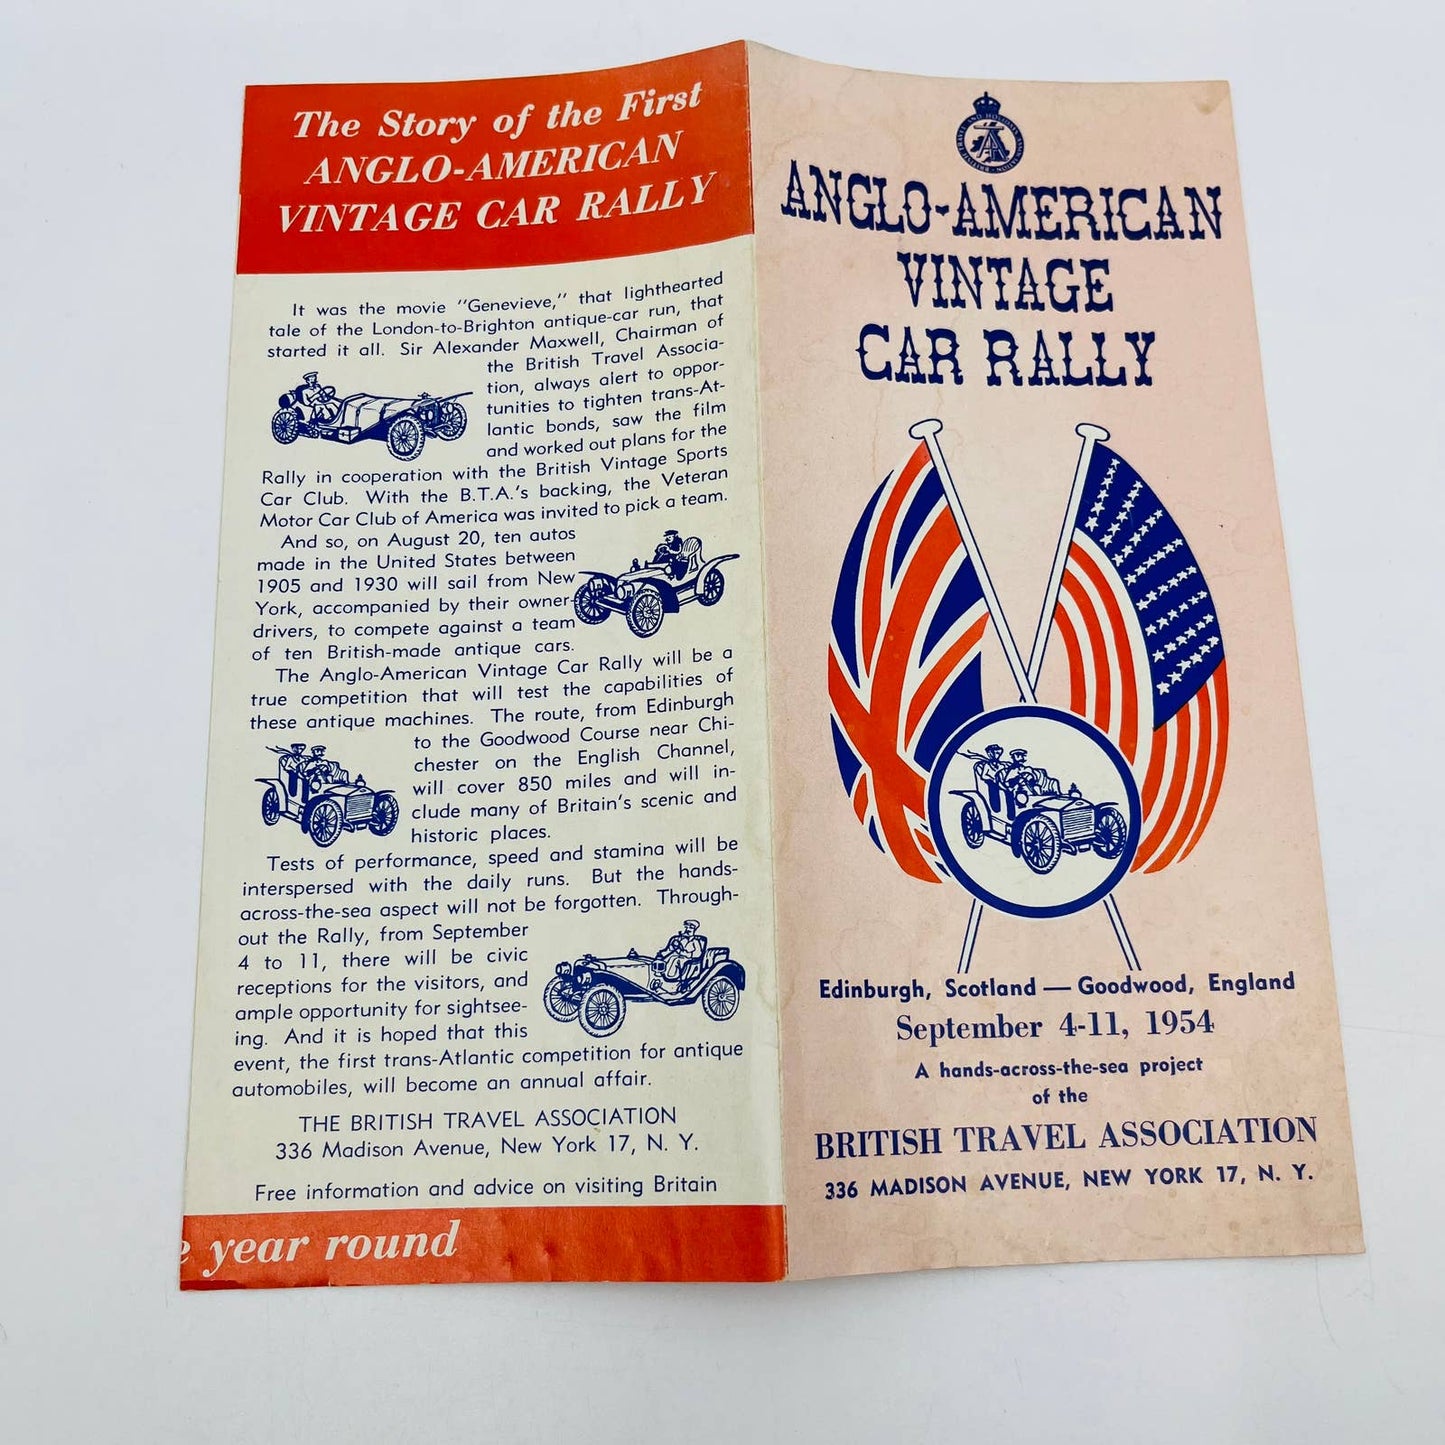 The Story of the First
ANGLO-AMERICAN
VINTAGE CAR RALLY
It was the movie "Genevieve," that lighthearted
tale of the London-to-Brighton antique-car run, that
started it all. Sir Alexander Maxwell, Chairman of
the British Travel Associa-
tion, always alert to oppor-
tunities to tighten trans-At-
lantic bonds, saw the film
and worked out plans for the
Rally in cooperation with the British Vintage Sports
Car Club. With the B.T.A.'s backing, the Veteran
Motor Car Club of America was invited to pick a team.
And so, on August 20, ten autos
made in the United States between
1905 and 1930 will sail from New
York, accompanied by their owner-
drivers, to compete against a team
of ten British-made antique cars.
The Anglo-American Vintage Car Rally will be a
true competition that will test the capabilities of
these antique machines. The route, from Edinburgh
to the Goodwood Course near Chi-
chester on the English Channel,
will cover 850 miles and will in-
clude many of Britain's scenic and
historic places.
Tests of performance, speed and stamina will be
interspersed with the daily runs. But the hands-
across-the-sea aspect will not be forgotten. Through-
out the Rally, from September
4 to 11, there will be civic
receptions for the visitors, and
ample opportunity for sightsee-
ing. And it is hoped that this
event, the first trans-Atlantic competition for antique
automobiles, will become an annual affair.
THE BRITISH TRAVEL ASSOCIATION
336 Madison Avenue, New York 17, N. Y.
Free information and advice on visiting Britain
e year round
BRITISH TRAVEL AND HOLIDAYS ASSOCIATION
ANGLO-AMERICAN
VINTAGE
CAR RALLY
Edinburgh, Scotland — Goodwood, England
September 4-11, 1954
A hands-across-the-sea project
of the
BRITISH TRAVEL ASSOCIATION
336 MADISON AVENUE, NEW YORK 17, N. Y.